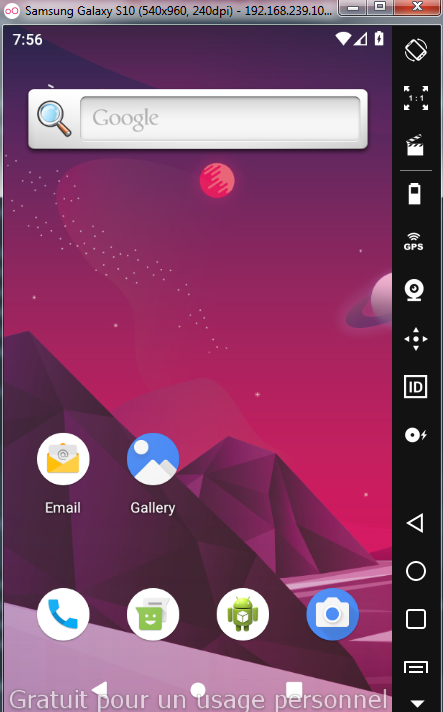 Samsung Galaxy S10 (540x960, 240dpi) - 192.168.239.10...
7:56
Google
1:1
GPS
ID
Email
Gallery
Gratuit pour un usage personnel